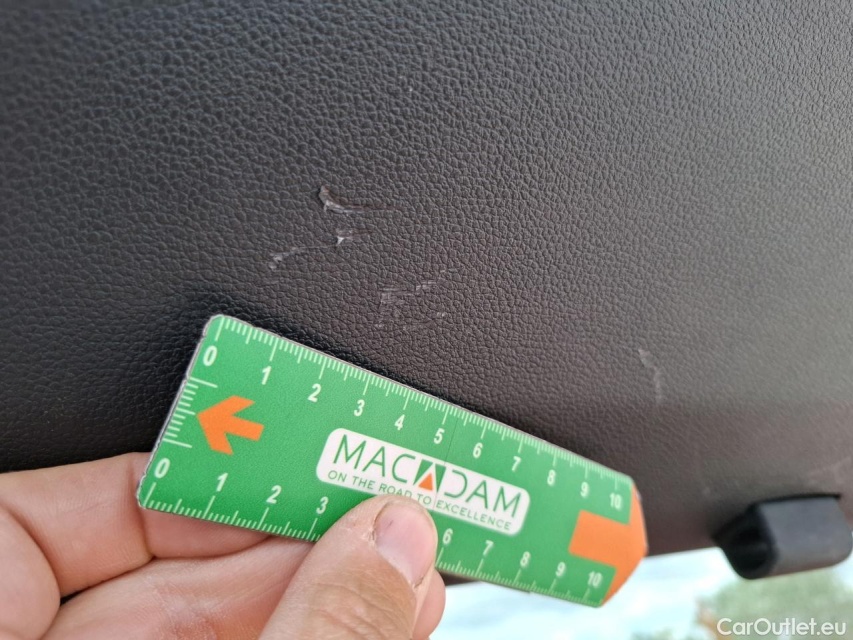 0 1 2 3 4 5 6 7 8 9 10
MACADAM
ON THE ROAD TO EXCELLENCE
0 1 2 3 6 7 8 9 10
CarOutlet.eu